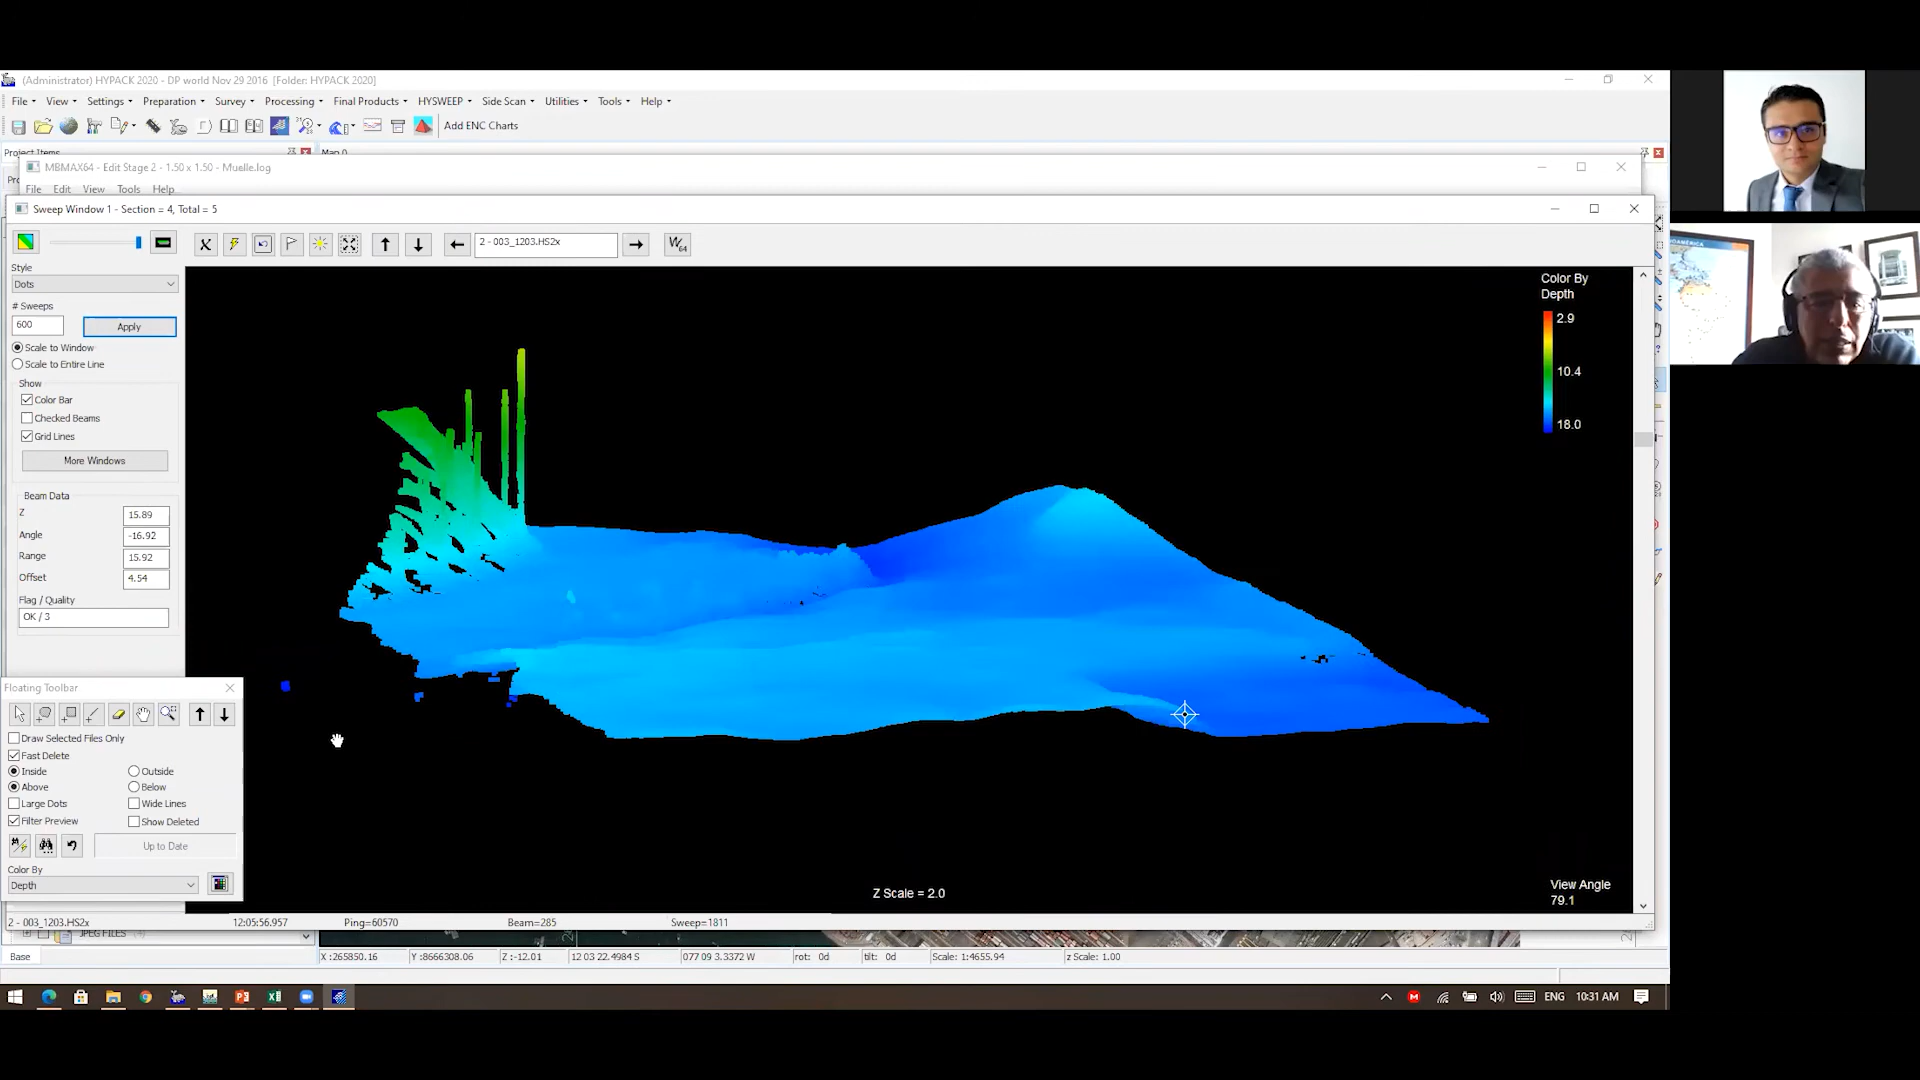 (Administrator) HYPACK 2020 - DP world Nov 29 2016 [Folder: HYPACK 2020]
File View Settings Preparation Survey Processing Final Products HYSWEEP Side Scan Utilities Tools Help
Add ENC Charts
Project Items
Map 0
MBMAX64 - Edit Stage 2 - 1.50 x 1.50 - Muelle.log
File Edit View Tools Help
Sweep Window 1 - Section = 4, Total = 5
2 - 003_1203.HS2x
W64
Style
Dots
# Sweeps
600
Apply
Scale to Window
Scale to Entire Line
Show
Color Bar
Checked Beams
Grid Lines
More Windows
Beam Data
Z 15.89
Angle -16.92
Range 15.92
Offset 4.54
Flag / Quality
OK / 3
Color By
Depth
2.9
10.4
18.0
Floating Toolbar
Draw Selected Files Only
Fast Delete
Inside Outside
Above Below
Large Dots Wide Lines
Filter Preview Show Deleted
Up to Date
Color By
Depth
Z Scale = 2.0
View Angle
79.1
2 - 003_1203.HS2x 12:05:56.957 Ping=60570 Beam=285 Sweep=1811
JPEG FILES
Base
X :265850.16 Y :8666308.06 Z :-12.01 12 03 22.4984 S 077 09 3.3372 W rot: 0d tilt: 0d Scale: 1:4655.94 z Scale: 1.00
ENG 10:31 AM